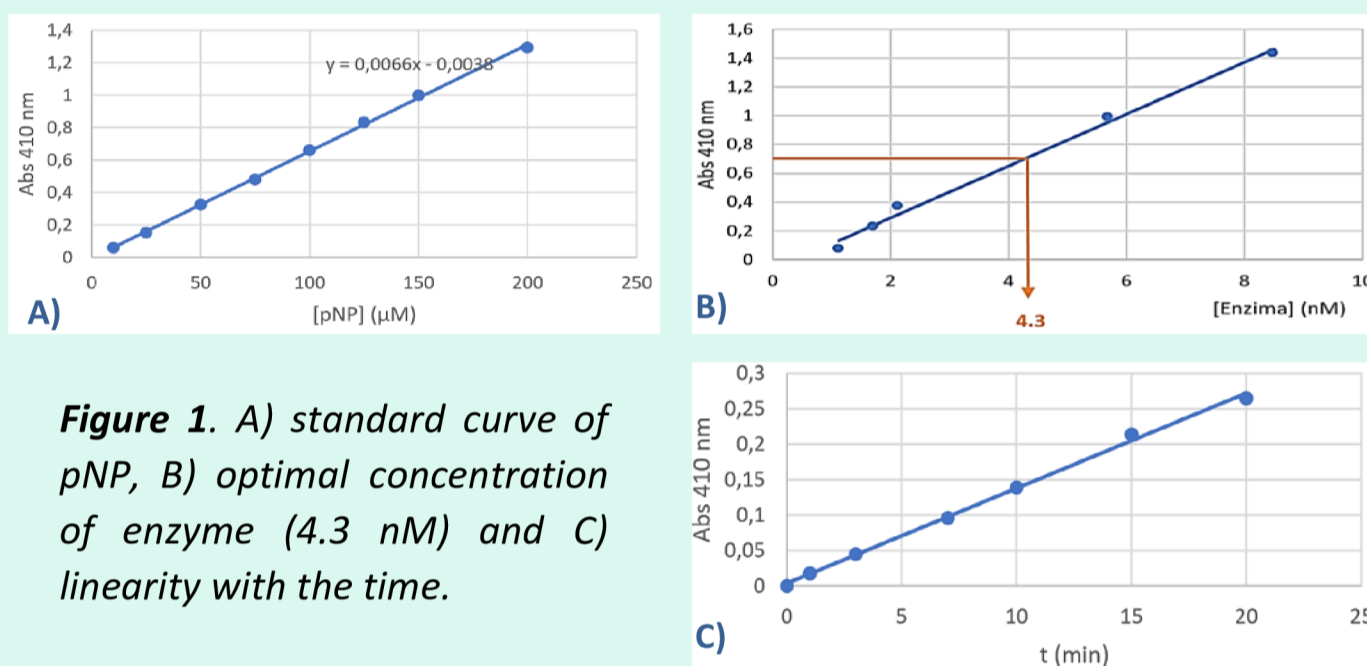 1,4
1,2
1
0,8
0,6
0,4
0,2
0
Abs 410 nm
y = 0,0066x - 0,0038
0 50 100 150 200 250
[pNP] (µM)
A)
1,6
1,4
1,2
1
0,8
0,6
0,4
0,2
0
Abs 410 nm
0 2 4 6 8 10
4.3
[Enzima] (nM)
B)
Figure 1. A) standard curve of
pNP, B) optimal concentration
of enzyme (4.3 nM) and C)
linearity with the time.
0,3
0,25
0,2
0,15
0,1
0,05
0
Abs 410 nm
0 5 10 15 20 25
t (min)
C)